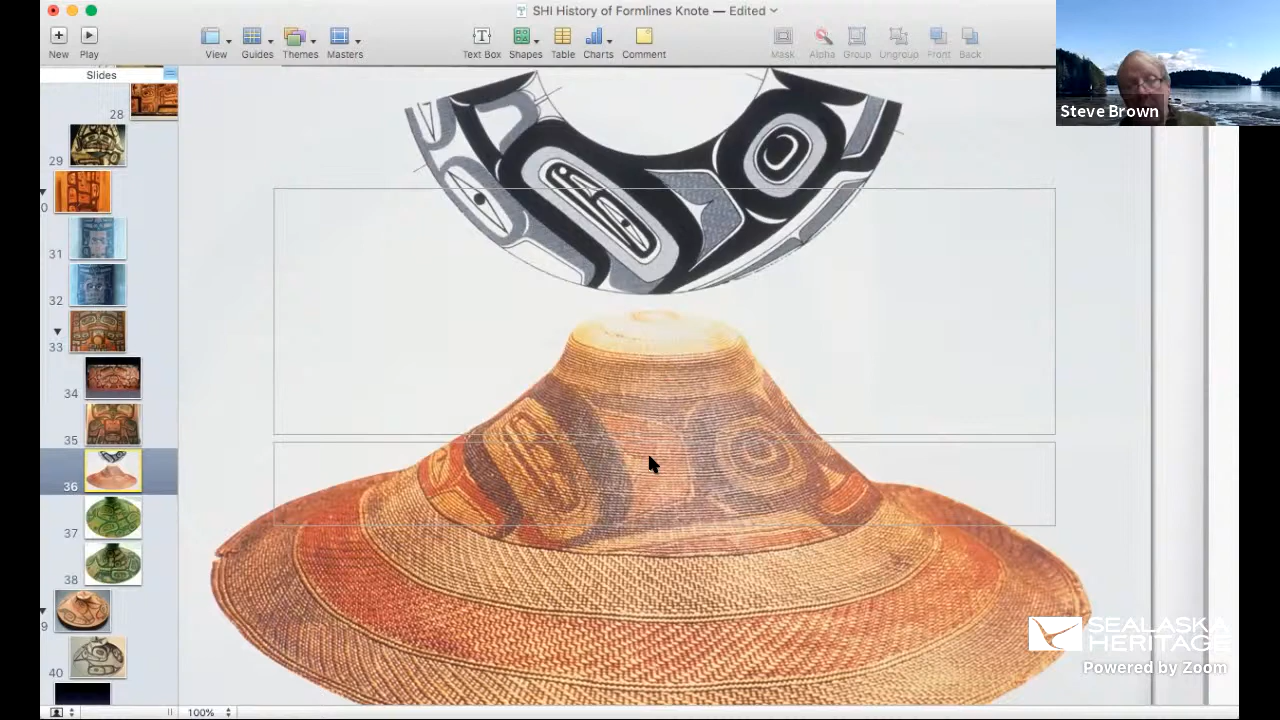 SHI History of Formlines Knote — Edited
New Play View Guides Themes Masters Text Box Shapes Table Charts Comment Mask Alpha Group Ungroup Front Back
Slides
28
29
0
31
32
33
34
35
36
37
38
9
40
100%
Steve Brown
SEALASKA
HERITAGE
Powered by Zoom